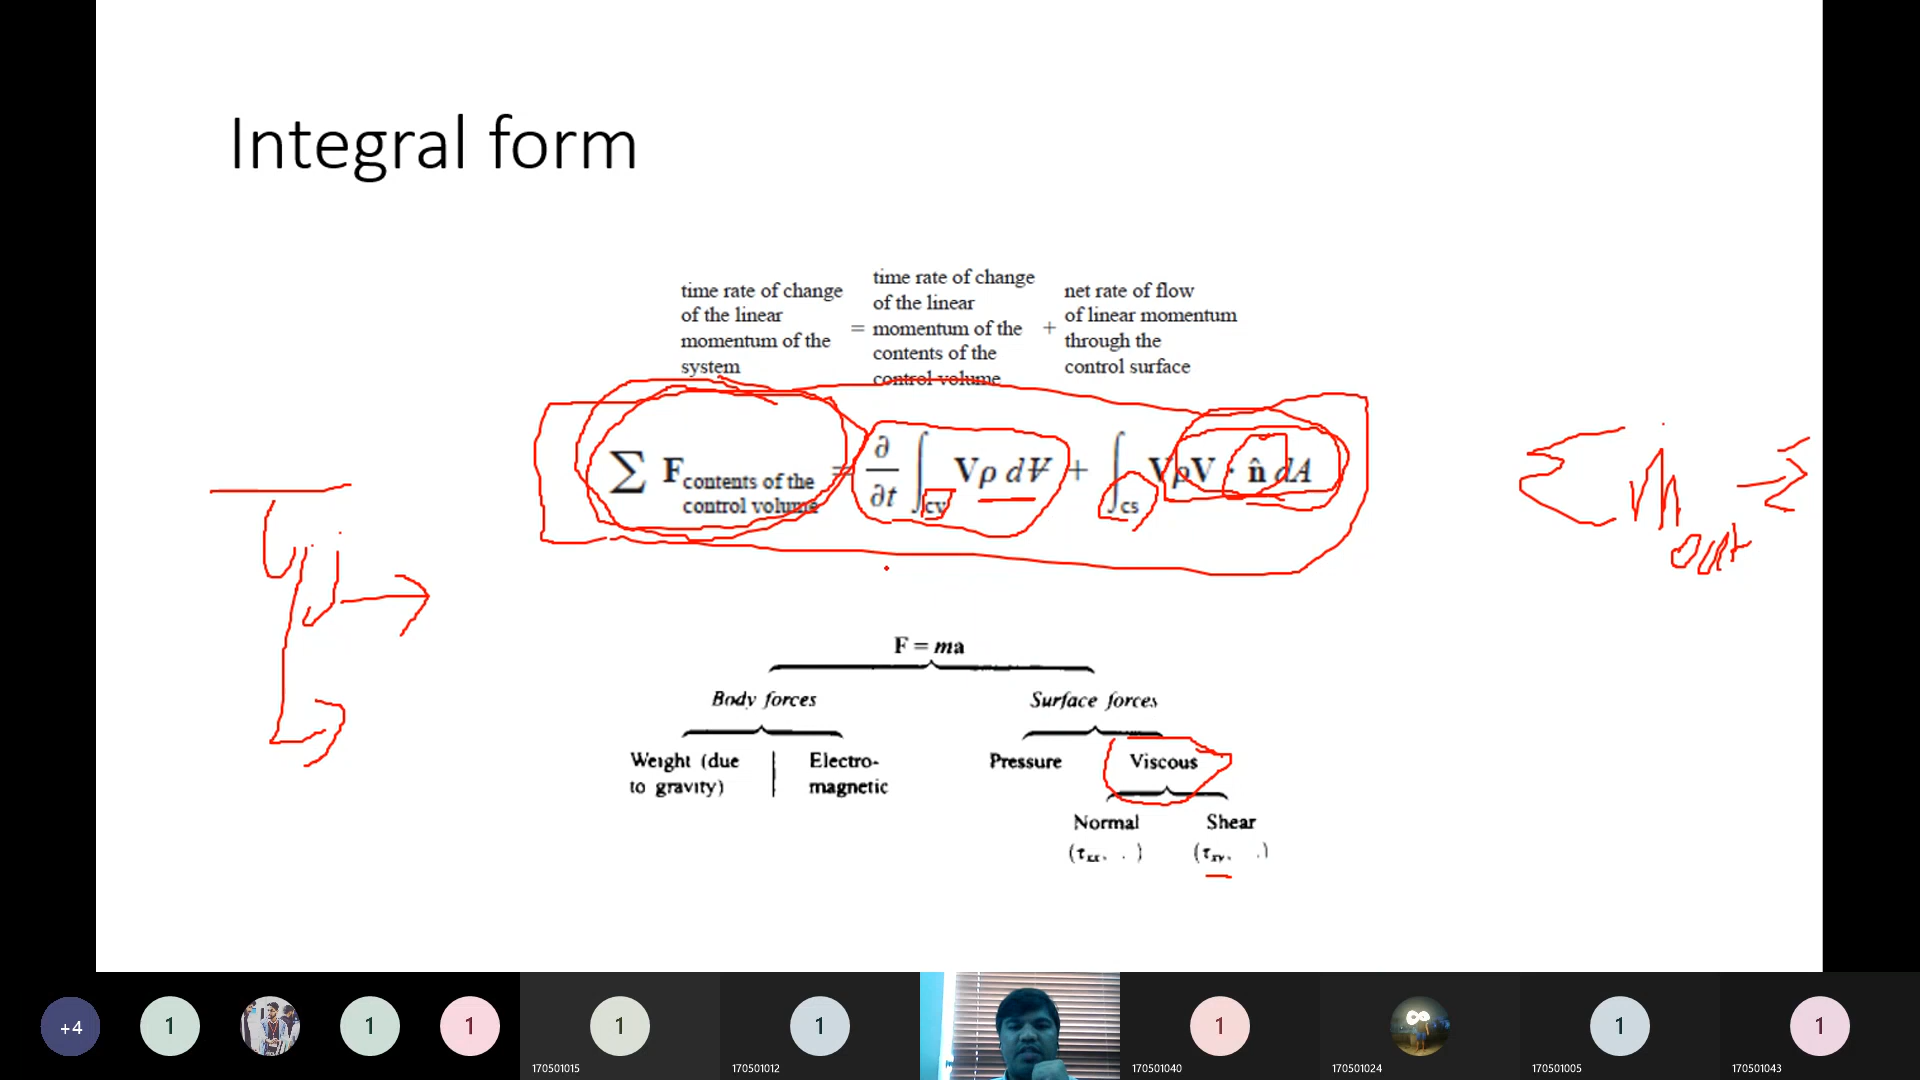 Integral form
time rate of change
of the linear
momentum of the
system
=
time rate of change
of the linear
momentum of the
contents of the
control volume
+
net rate of flow
of linear momentum
through the
control surface
∑ F contents of the control volume = ∂/∂t ∫cv Vρ dV + ∫cs VρV · n̂ dA
τij
∑ ṁout - ∑
F = ma
Body forces
Surface forces
Weight (due
to gravity)
Electro-
magnetic
Pressure
Viscous
Normal
(τxx, . )
Shear
(τxy, .)
+4
1
1
1
1
170501015
1
170501012
1
170501040
170501024
1
170501005
1
170501043